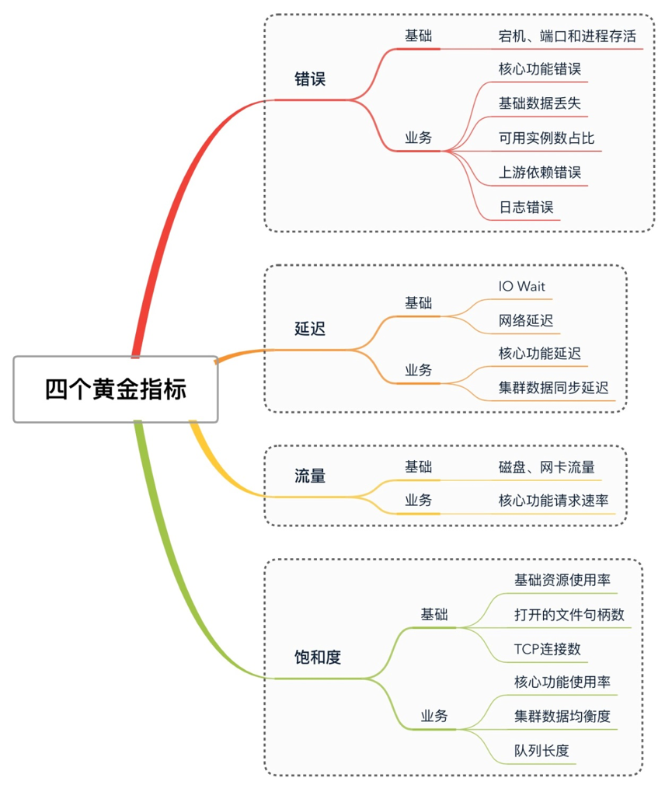 四个黄金指标
错误
基础
宕机、端口和进程存活
业务
核心功能错误
基础数据丢失
可用实例数占比
上游依赖错误
日志错误
延迟
基础
IO Wait
网络延迟
业务
核心功能延迟
集群数据同步延迟
流量
基础
磁盘、网卡流量
业务
核心功能请求速率
饱和度
基础
基础资源使用率
打开的文件句柄数
TCP连接数
业务
核心功能使用率
集群数据均衡度
队列长度